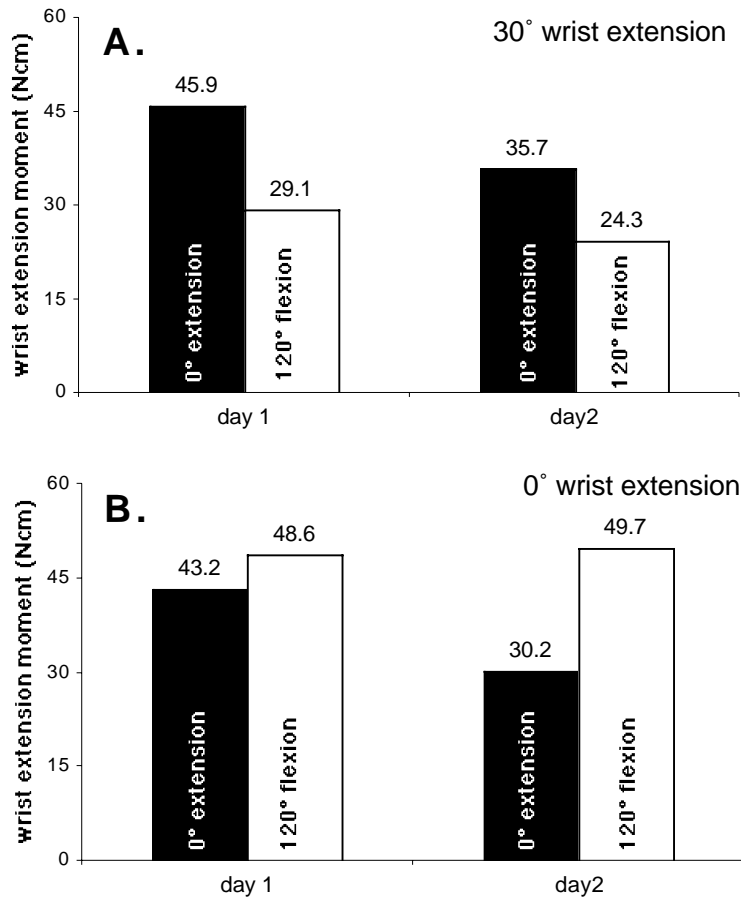 A.
30˚ wrist extension
wrist extension moment (Ncm)
60
45
30
15
0
45.9
29.1
35.7
24.3
0° extension
120° flexion
0° extension
120° flexion
day 1
day2
B.
0˚ wrist extension
wrist extension moment (Ncm)
60
45
30
15
0
43.2
48.6
30.2
49.7
0° extension
120° flexion
0° extension
120° flexion
day 1
day2